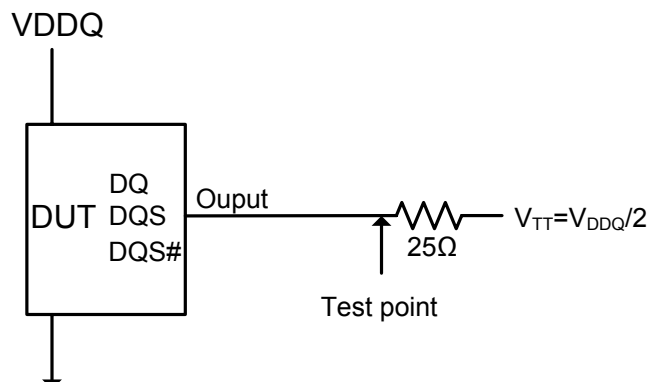 VDDQ
DUT
DQ
DQS
DQS#
Ouput
25Ω
VTT=VDDQ/2
Test point